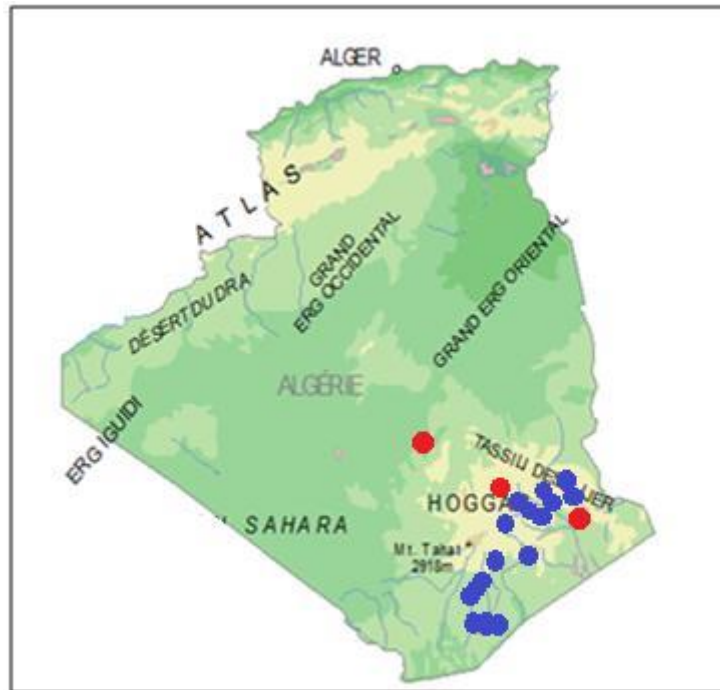 ALGER
ATLAS
GRAND
ERG OCCIDENTAL
DÉSERT DU DRA
GRAND ERG ORIENTAL
ALGÉRIE
ERG IGUIDI
TASSILI
HOGGA
SAHARA
Mt. Tahat
2918m